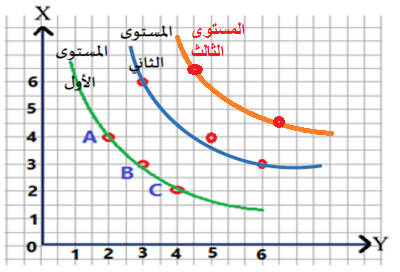 X
المستوى
الأول
المستوى
الثاني
المستوى
الثالث
6
5
4
3
2
1
0
A
B
C
1 2 3 4 5 6
Y